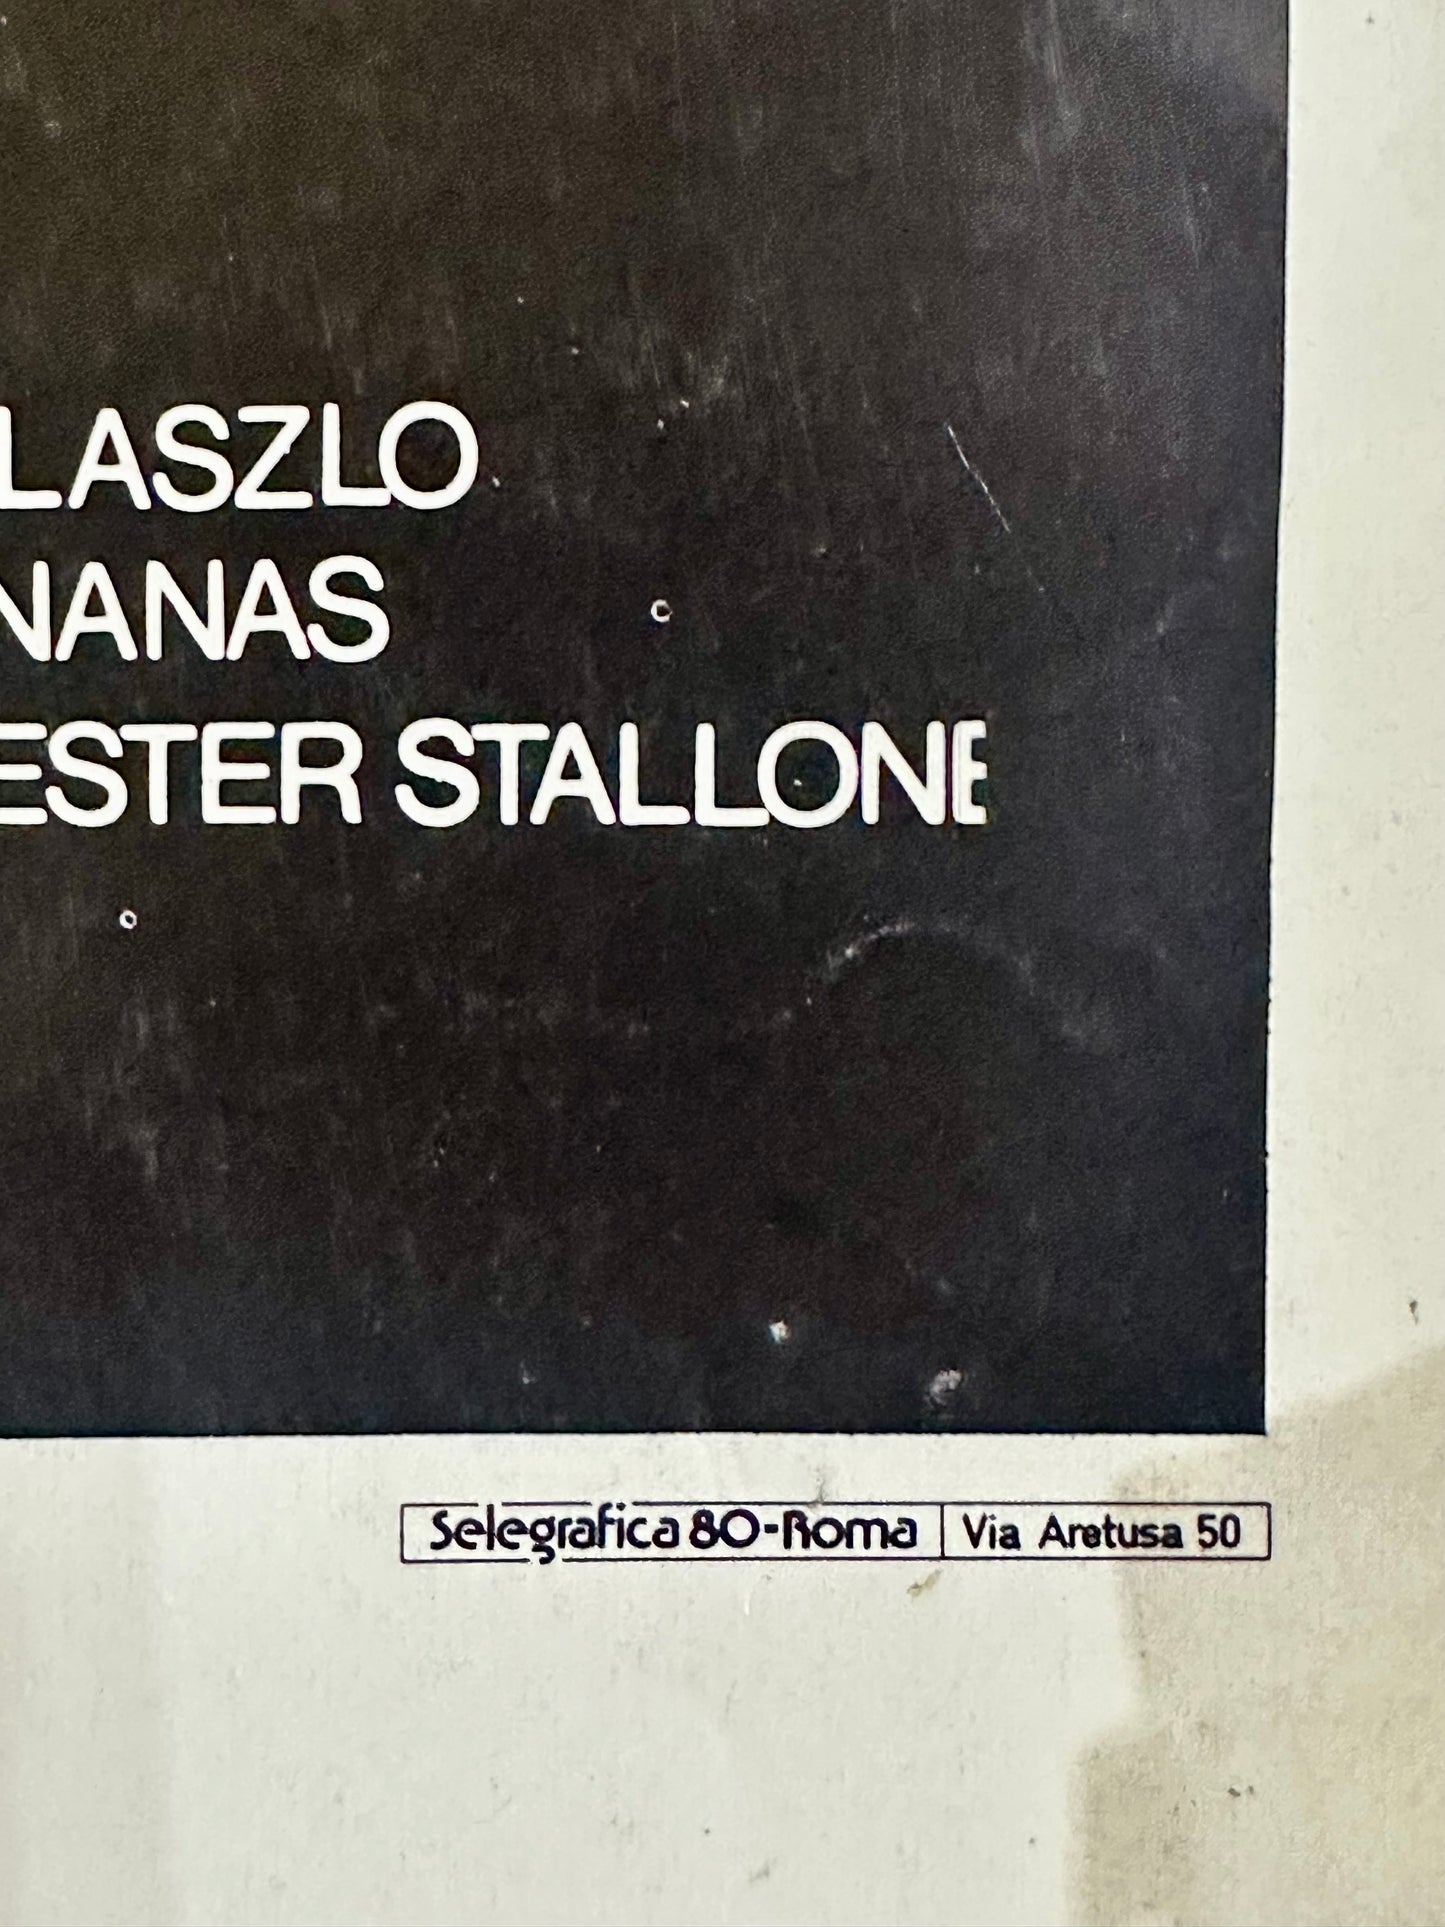 LASZLO
NANAS
ESTER STALLONE
Selegrafica 80-Roma Via Aretusa 50